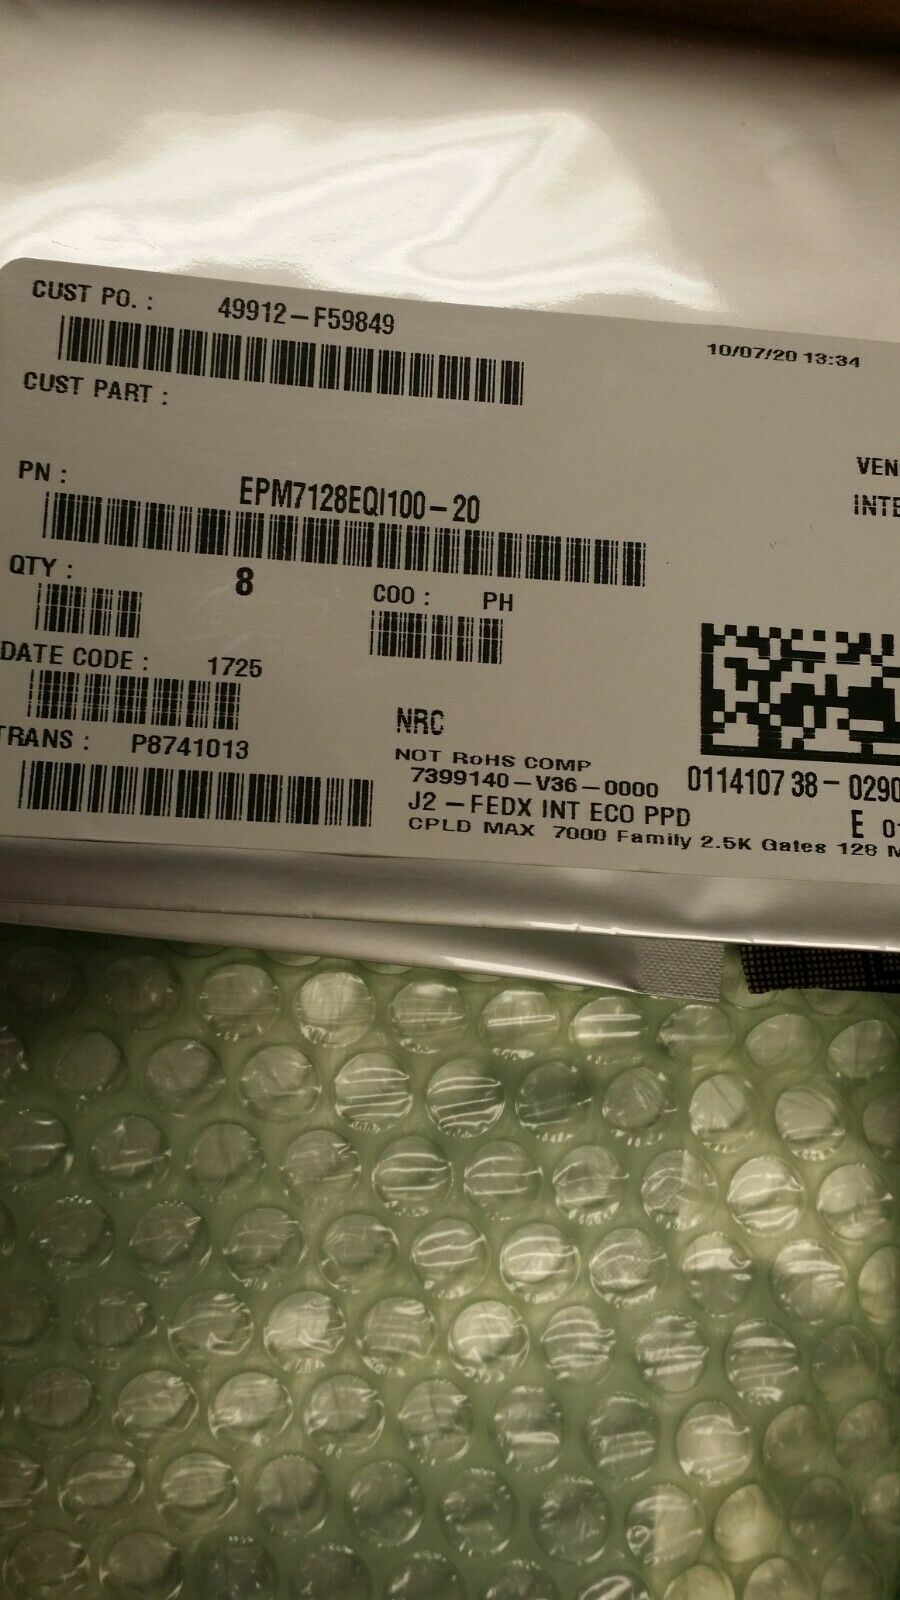 CUST PO. : 49912-F59849
10/07/20 13:34
CUST PART :
VEN
PN : EPM7128EQI100-20
INTE
QTY : 8
COO : PH
DATE CODE : 1725
TRANS : P8741013
NRC
NOT RoHS COMP
7399140-V36-0000
011410738-0290
J2-FEDX INT ECO PPD
E 01
CPLD MAX 7000 Family 2.5K Gates 128 M